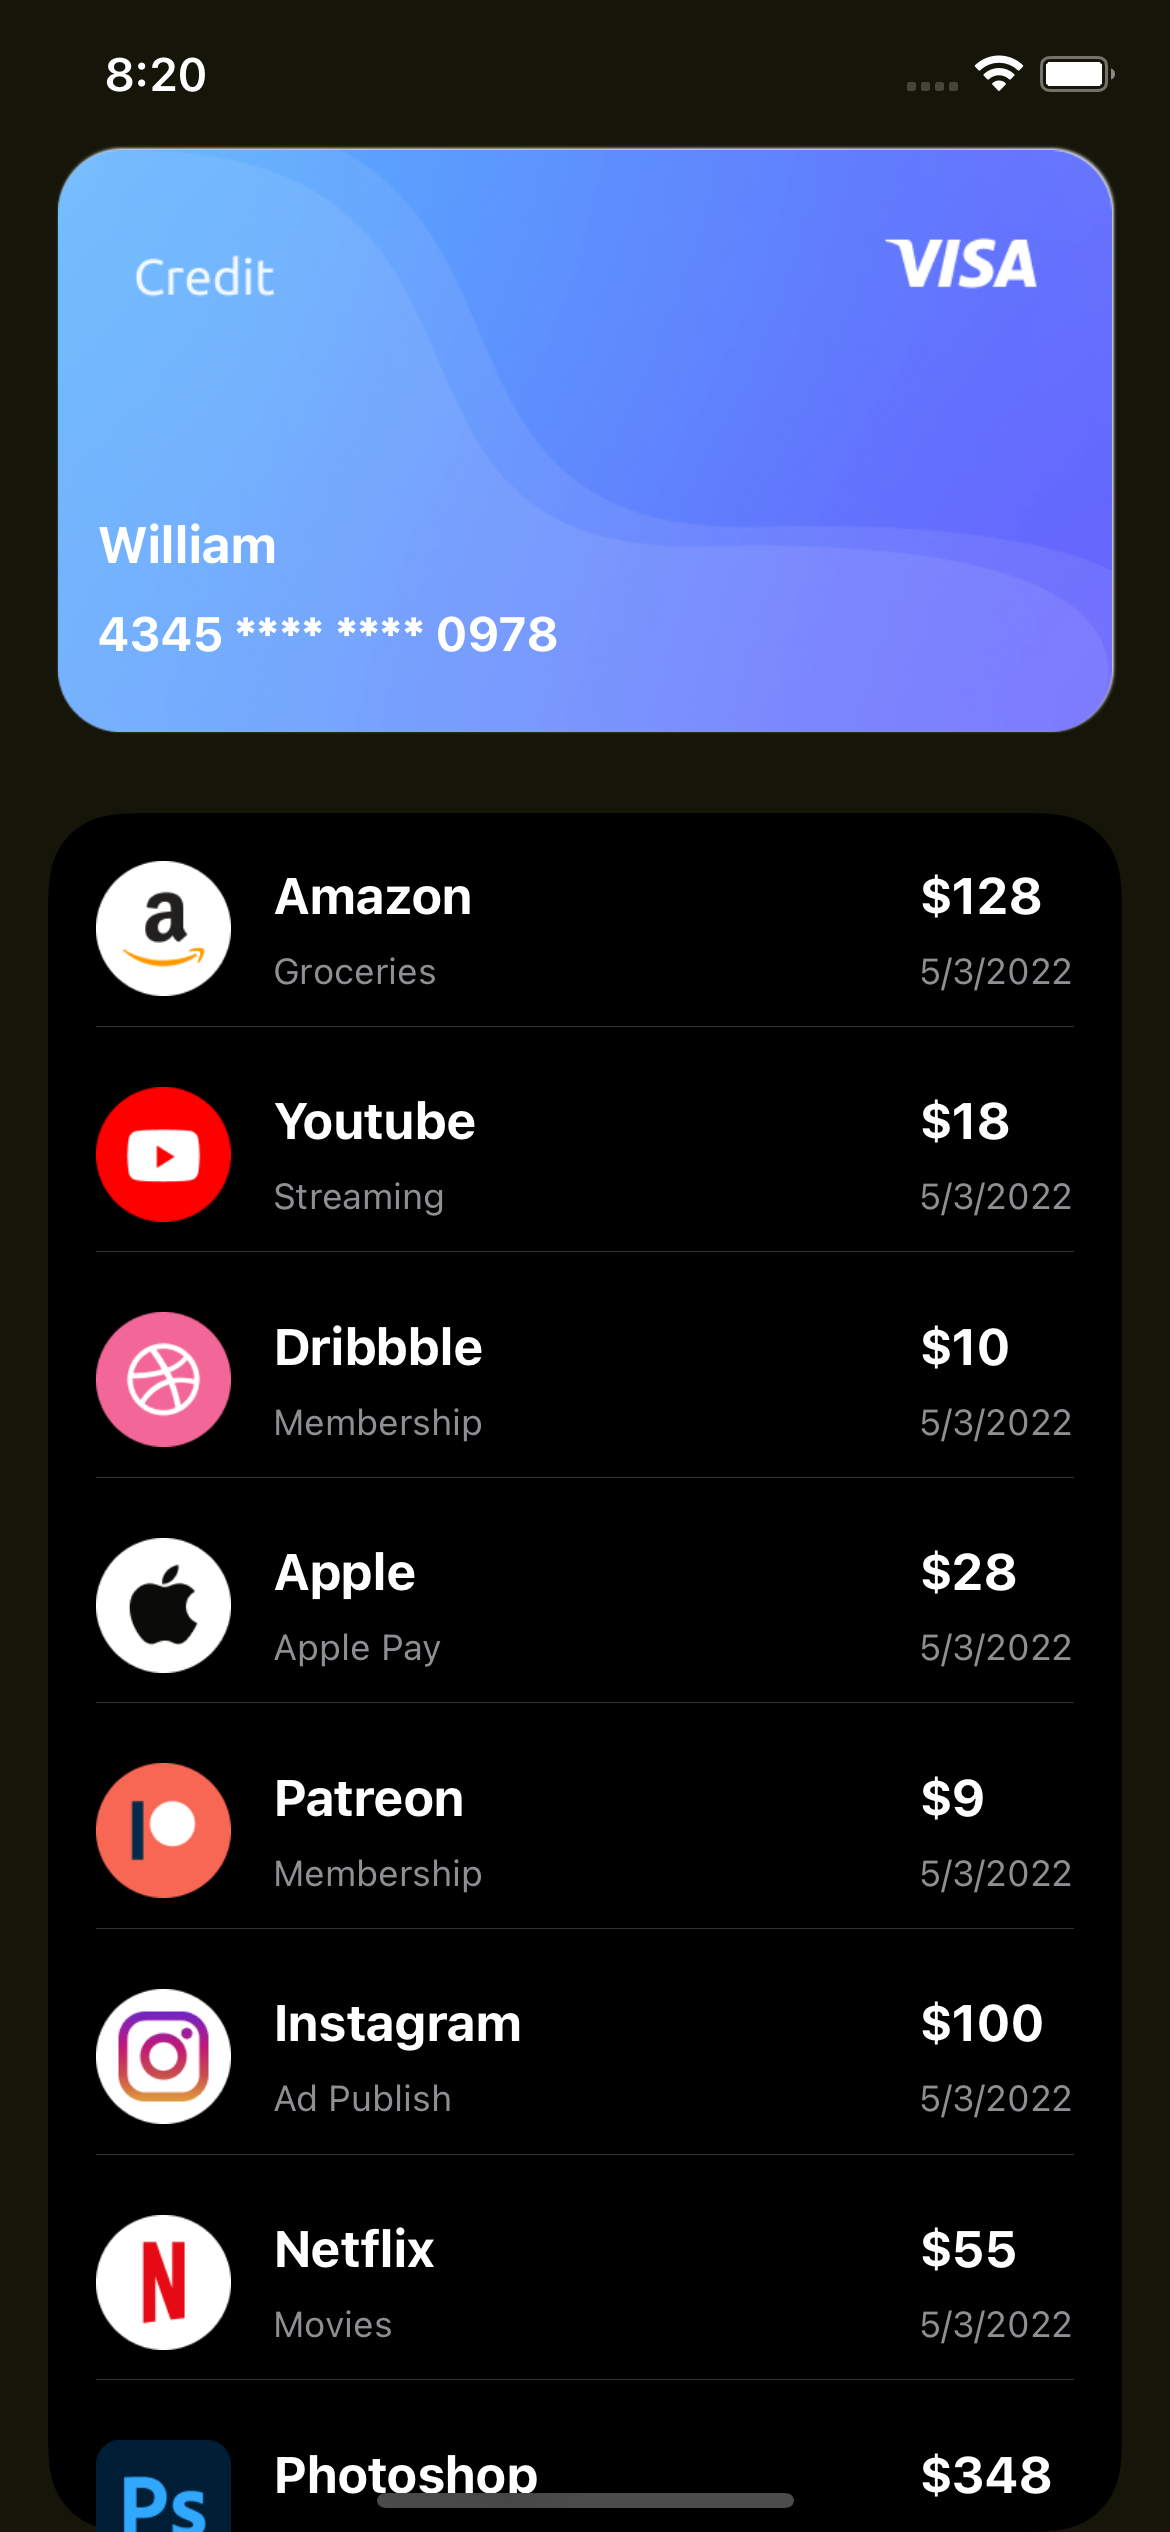 8:20
Credit
VISA
William
4345 **** **** 0978
a
Amazon
$128
Groceries
5/3/2022
Youtube
$18
Streaming
5/3/2022
Dribbble
$10
Membership
5/3/2022
Apple
$28
Apple Pay
5/3/2022
Patreon
$9
Membership
5/3/2022
Instagram
$100
Ad Publish
5/3/2022
N
Netflix
$55
Movies
5/3/2022
Ps
Photoshop
$348